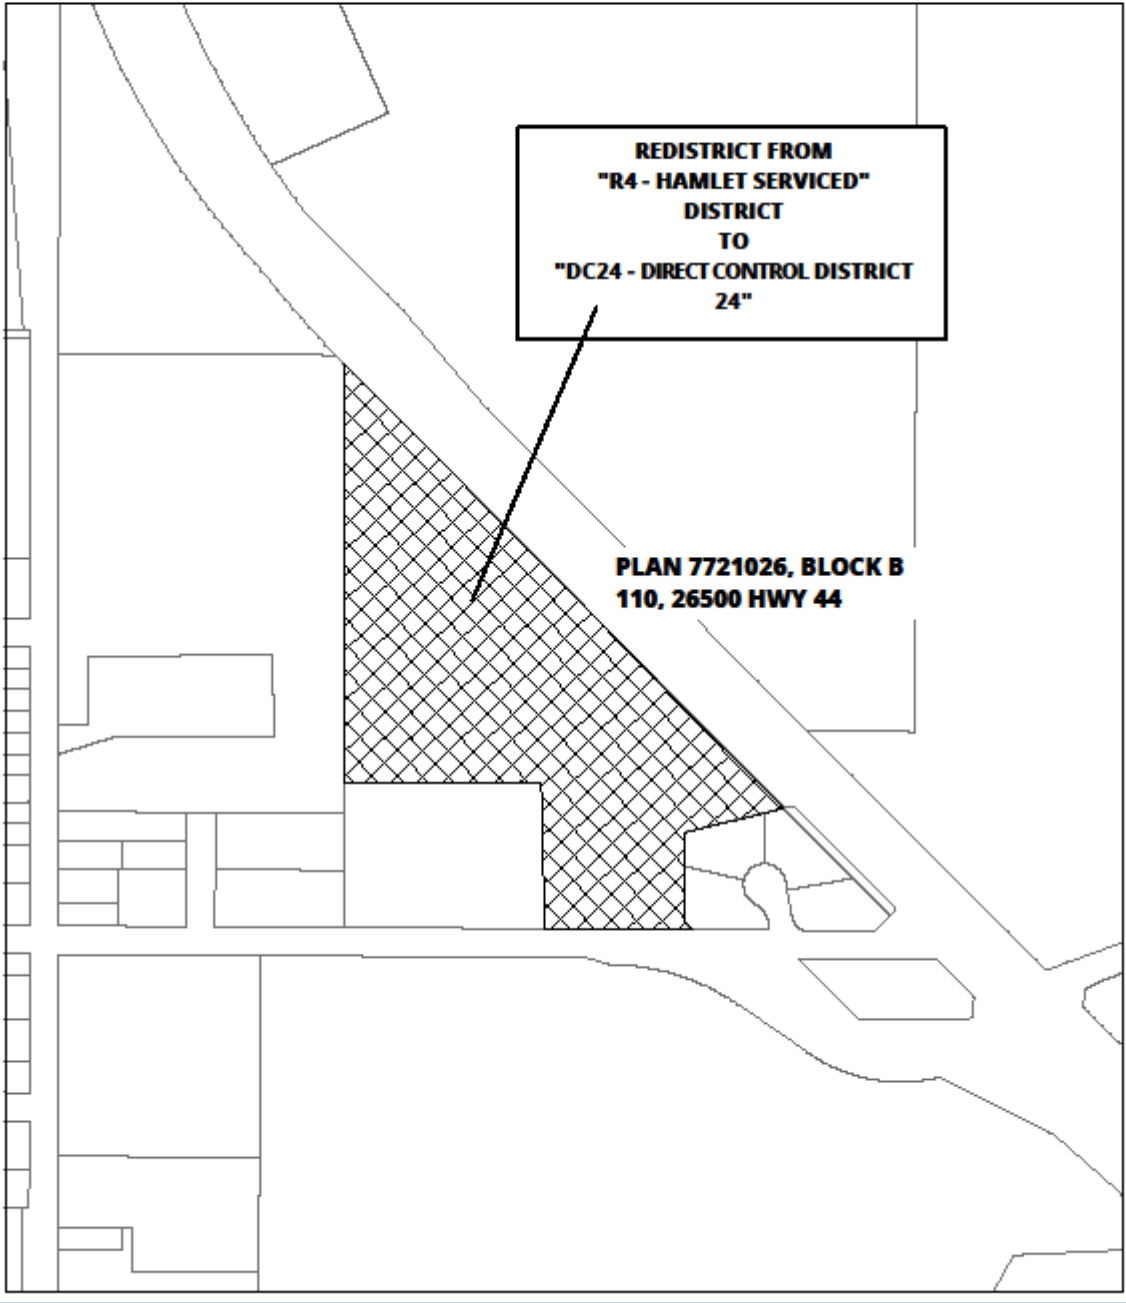 REDISTRICT FROM
"R4 - HAMLET SERVICED"
DISTRICT
TO
"DC24 - DIRECT CONTROL DISTRICT
24"
PLAN 7721026, BLOCK B
110, 26500 HWY 44